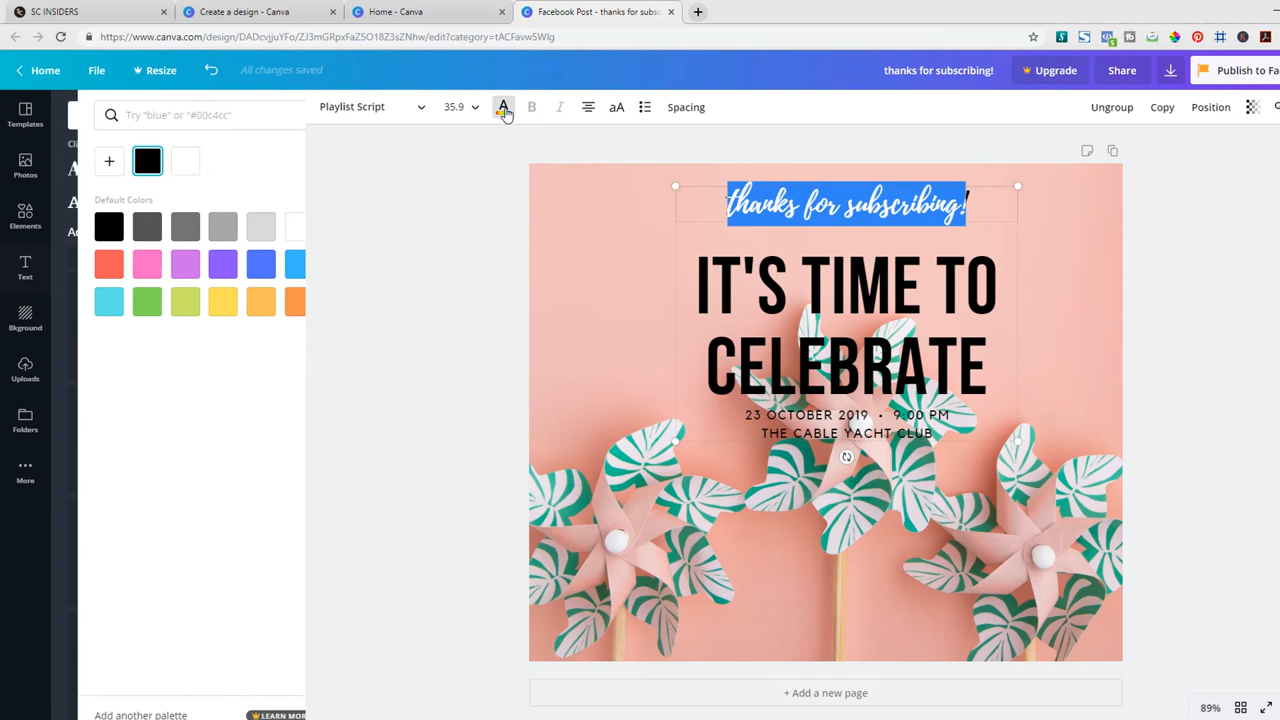 SC INSIDERS
Create a design - Canva
Home - Canva
Facebook Post - thanks for subsc
https://www.canva.com/design/DADcvjjuYFo/ZJ3mGRpxFaZ5O18Z3sZNhw/edit?category=tACFavw5WIg
Home
File
Resize
All changes saved
thanks for subscribing!
Upgrade
Share
Publish to Fa
Templates
Photos
Elements
Text
Bkground
Uploads
Folders
More
Try "blue" or "#00c4cc"
Default Colors
Add another palette
LEARN MOR
Playlist Script
35.9
A
B
I
aA
Spacing
Ungroup
Copy
Position
thanks for subscribing!
IT'S TIME TO
CELEBRATE
23 OCTOBER 2019 • 9:00 PM
THE CABLE YACHT CLUB
+ Add a new page
89%